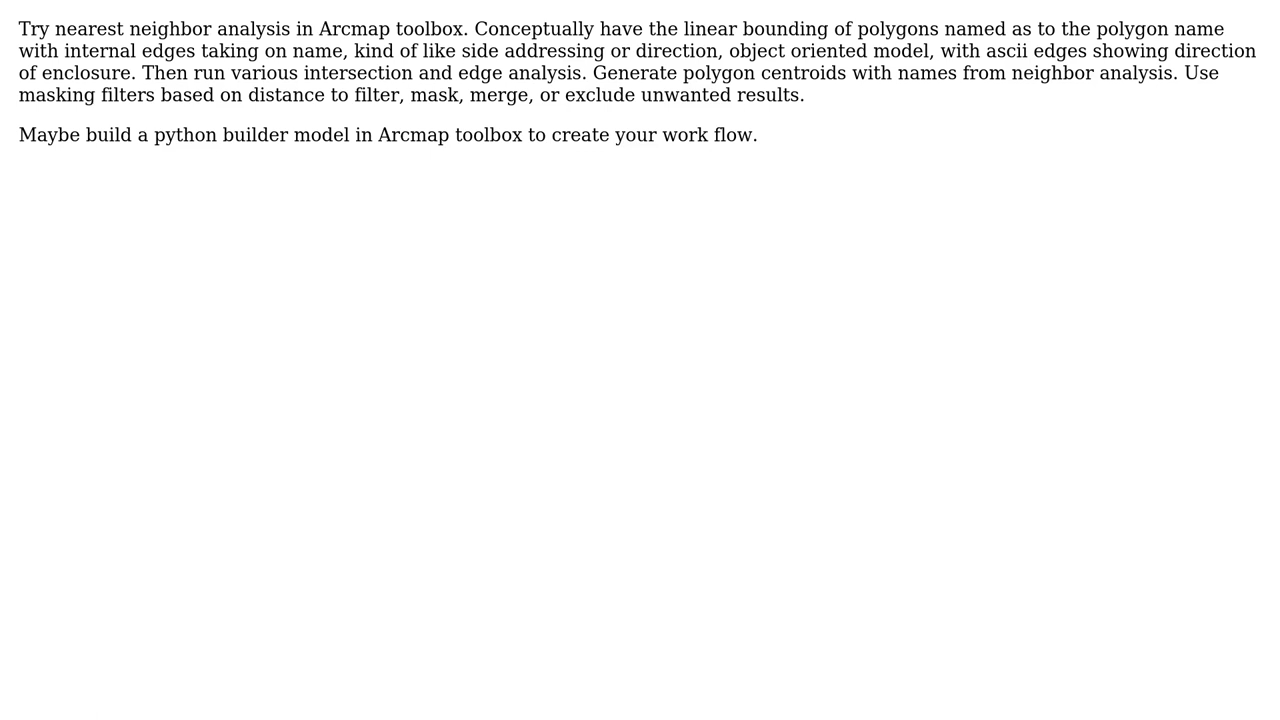 Try nearest neighbor analysis in Arcmap toolbox. Conceptually have the linear bounding of polygons named as to the polygon name
with internal edges taking on name, kind of like side addressing or direction, object oriented model, with ascii edges showing direction
of enclosure. Then run various intersection and edge analysis. Generate polygon centroids with names from neighbor analysis. Use
masking filters based on distance to filter, mask, merge, or exclude unwanted results.
Maybe build a python builder model in Arcmap toolbox to create your work flow.